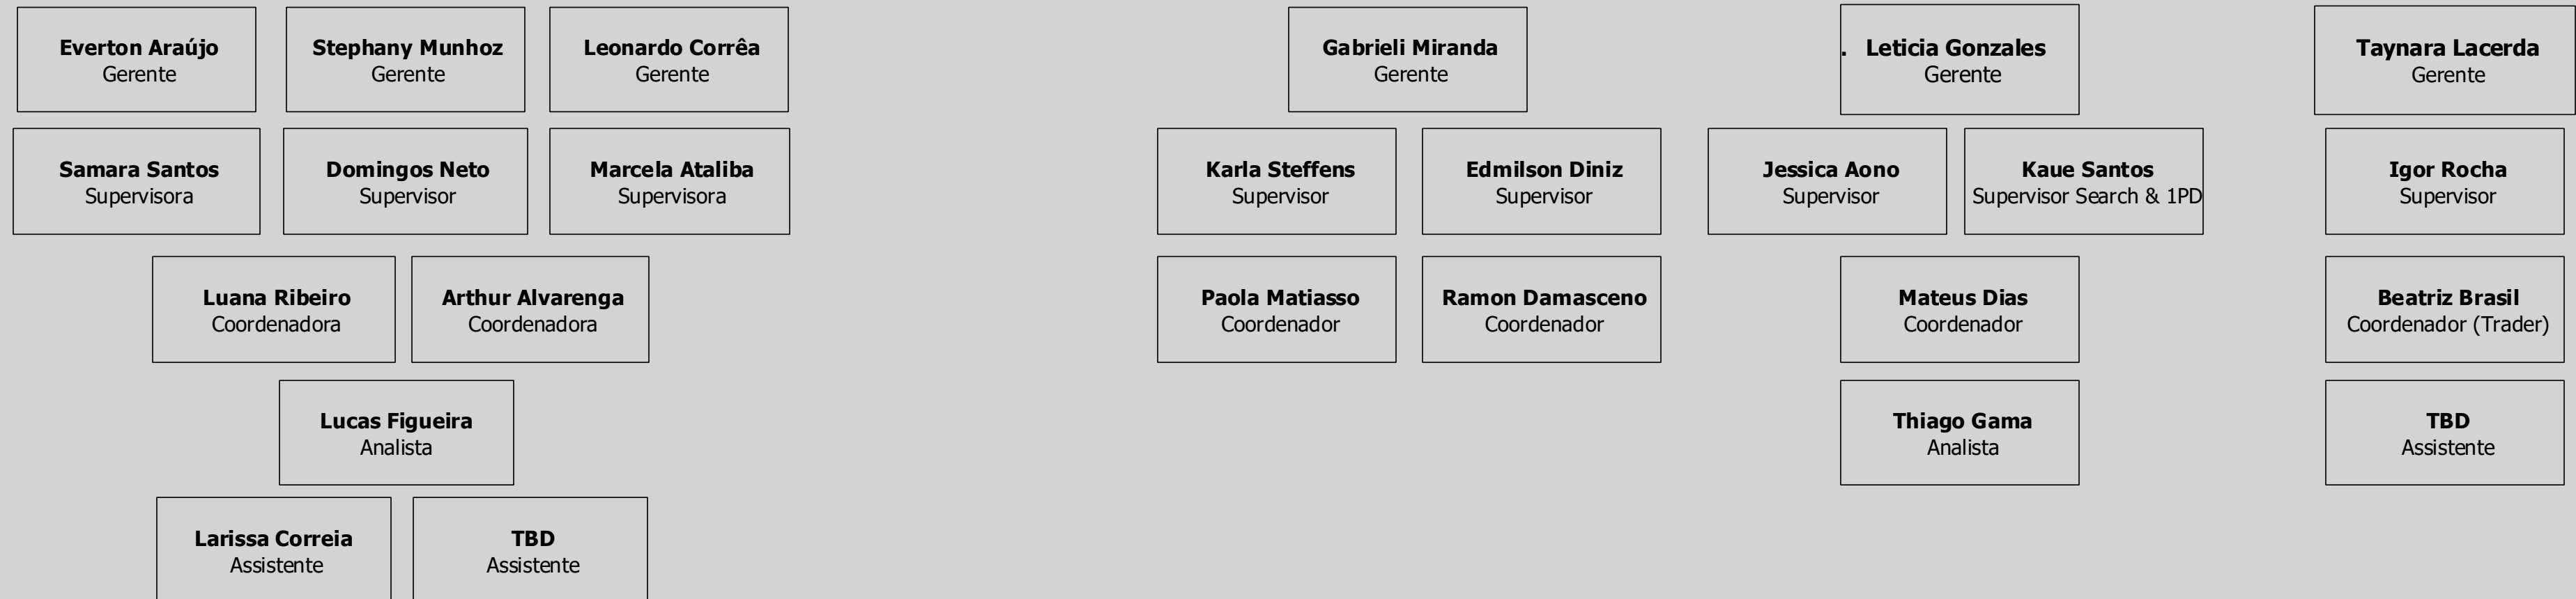 Everton Araújo
Gerente
Stephany Munhoz
Gerente
Leonardo Corrêa
Gerente
Gabrieli Miranda
Gerente
. Leticia Gonzales
Gerente
Taynara Lacerda
Gerente
Samara Santos
Supervisora
Domingos Neto
Supervisor
Marcela Ataliba
Supervisora
Karla Steffens
Supervisor
Edmilson Diniz
Supervisor
Jessica Aono
Supervisor
Kaue Santos
Supervisor Search & 1PD
Igor Rocha
Supervisor
Luana Ribeiro
Coordenadora
Arthur Alvarenga
Coordenadora
Paola Matiasso
Coordenador
Ramon Damasceno
Coordenador
Mateus Dias
Coordenador
Beatriz Brasil
Coordenador (Trader)
Lucas Figueira
Analista
Thiago Gama
Analista
TBD
Assistente
Larissa Correia
Assistente
TBD
Assistente